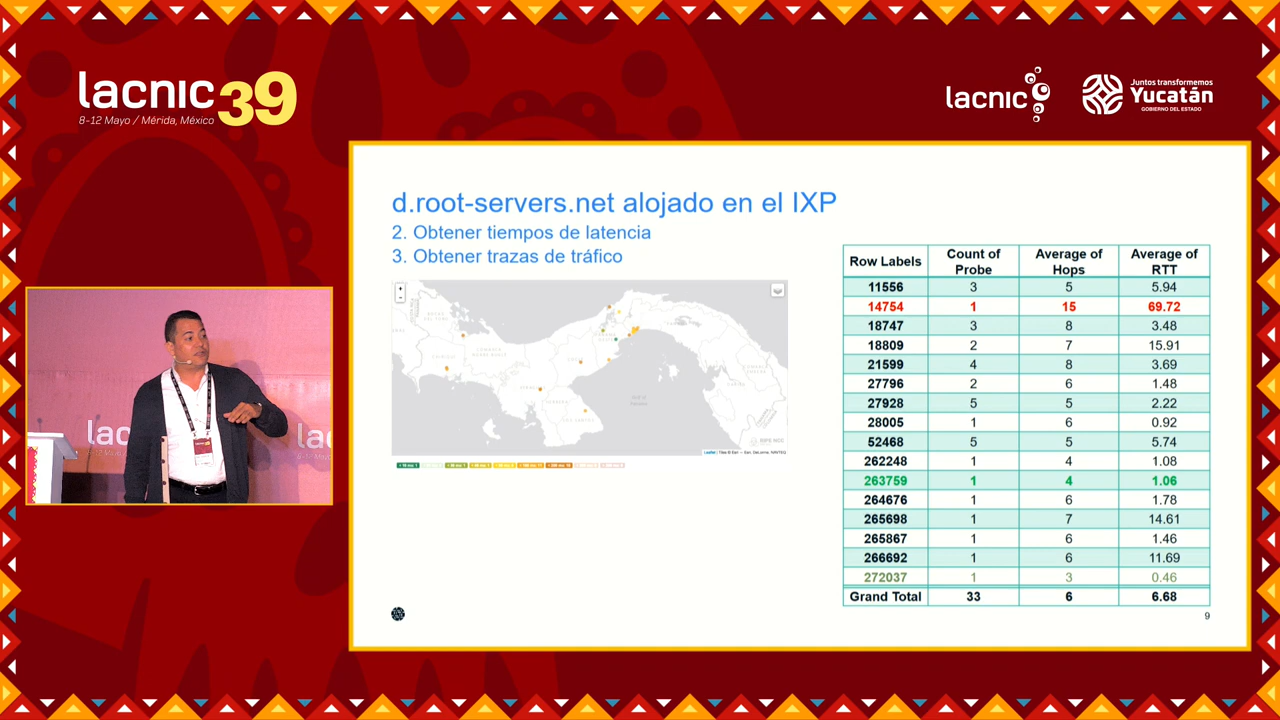 lacnic39
8-12 Mayo / Mérida, México
lacnic
Juntos transformemos
Yucatán
GOBIERNO DEL ESTADO
d.root-servers.net alojado en el IXP
2. Obtener tiempos de latencia
3. Obtener trazas de tráfico
Row Labels Count of Probe Average of Hops Average of RTT
11556 3 5 5.94
14754 1 15 69.72
18747 3 8 3.48
18809 2 7 15.91
21599 4 8 3.69
27796 2 6 1.48
27928 5 5 2.22
28005 1 6 0.92
52468 5 5 5.74
262248 1 4 1.08
263759 1 4 1.06
264676 1 6 1.78
265698 1 7 14.61
265867 1 6 1.46
266692 1 6 11.69
272037 1 3 0.46
Grand Total 33 6 6.68
9
lacnic
la